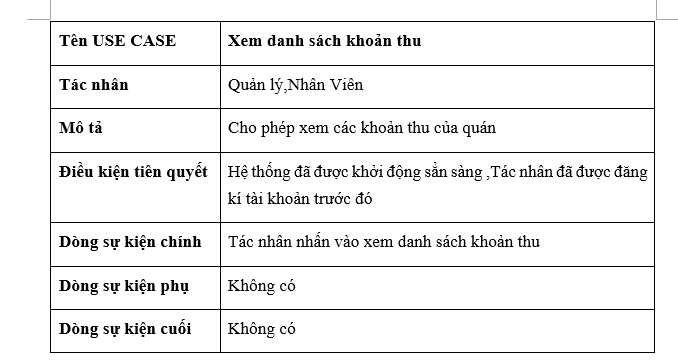 Tên USE CASE Xem danh sách khoản thu
Tác nhân Quản lý,Nhân Viên
Mô tả Cho phép xem các khoản thu của quán
Điều kiện tiên quyết Hệ thống đã được khởi động sẳn sàng ,Tác nhân đã được đăng
kí tài khoản trước đó
Dòng sự kiện chính Tác nhân nhấn vào xem danh sách khoản thu
Dòng sự kiện phụ Không có
Dòng sự kiện cuối Không có